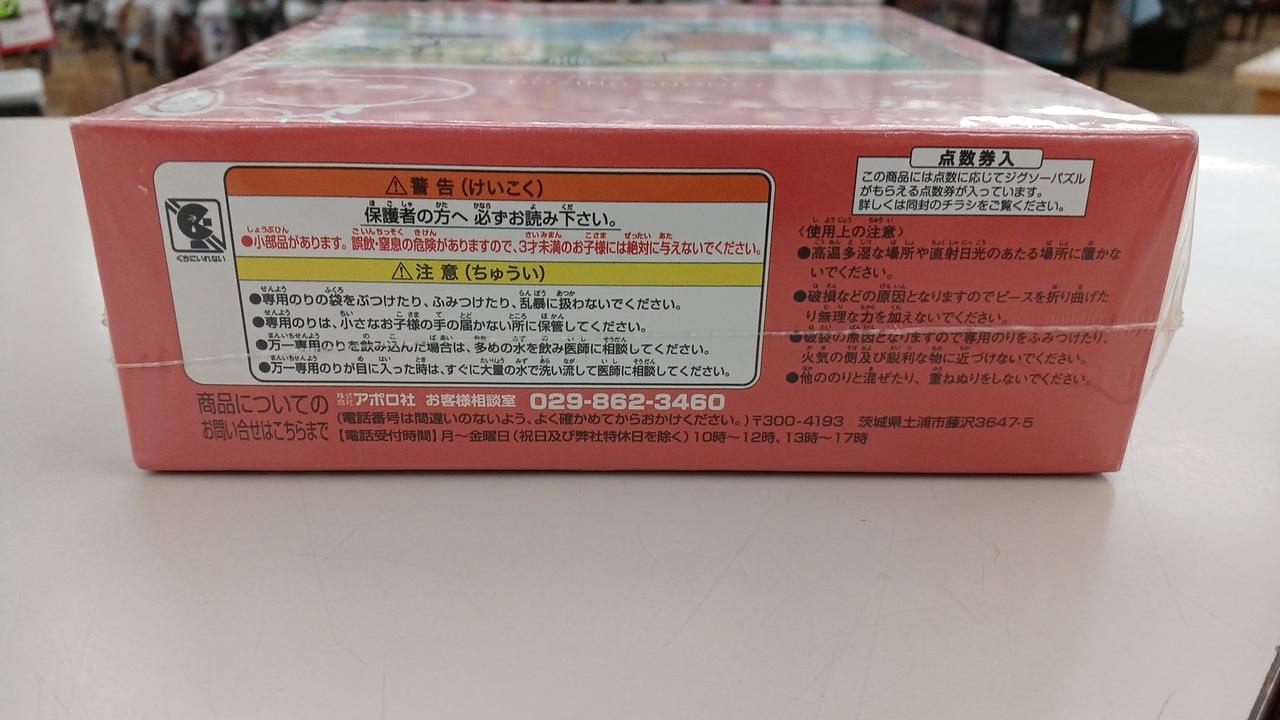 警告(けいこく)
保護者の方へ 必ずお読み下さい。
●小部品があります。誤飲・窒息の危険がありますので、3才未満のお子様には絶対に与えないでください。
くちにいれない
注意(ちゅうい)
●専用のりの袋をぶつけたり、ふみつけたり、乱暴に扱わないでください。
●専用のりは、小さなお子様の手の届かない所に保管してください。
●万一専用のりを飲み込んだ場合は、多めの水を飲み医師に相談してください。
●万一専用のりが目に入った時は、すぐに大量の水で洗い流して医師に相談してください。
点数券入
この商品には点数に応じてジグソーパズル
がもらえる点数券が入っています。
詳しくは同封のチラシをご覧ください。
〈使用上の注意〉
●高温多湿な場所や直射日光のあたる場所に置かな
いでください。
●破損などの原因となりますのでピースを折り曲げた
り無理な力を加えないでください。
●破袋の原因となりますので専用のりをふみつけたり、
火気の側及び鋭利な物に近づけないでください。
●他ののりと混ぜたり、重ねぬりをしないでください。
商品についての
お問い合せはこちらまで
株式会社アポロ社 お客様相談室 029-862-3460
(電話番号は間違いのないよう、よく確かめてからおかけください。)〒300-4193 茨城県土浦市藤沢3647-5
【電話受付時間】月〜金曜日(祝日及び弊社特休日を除く)10時〜12時、13時〜17時